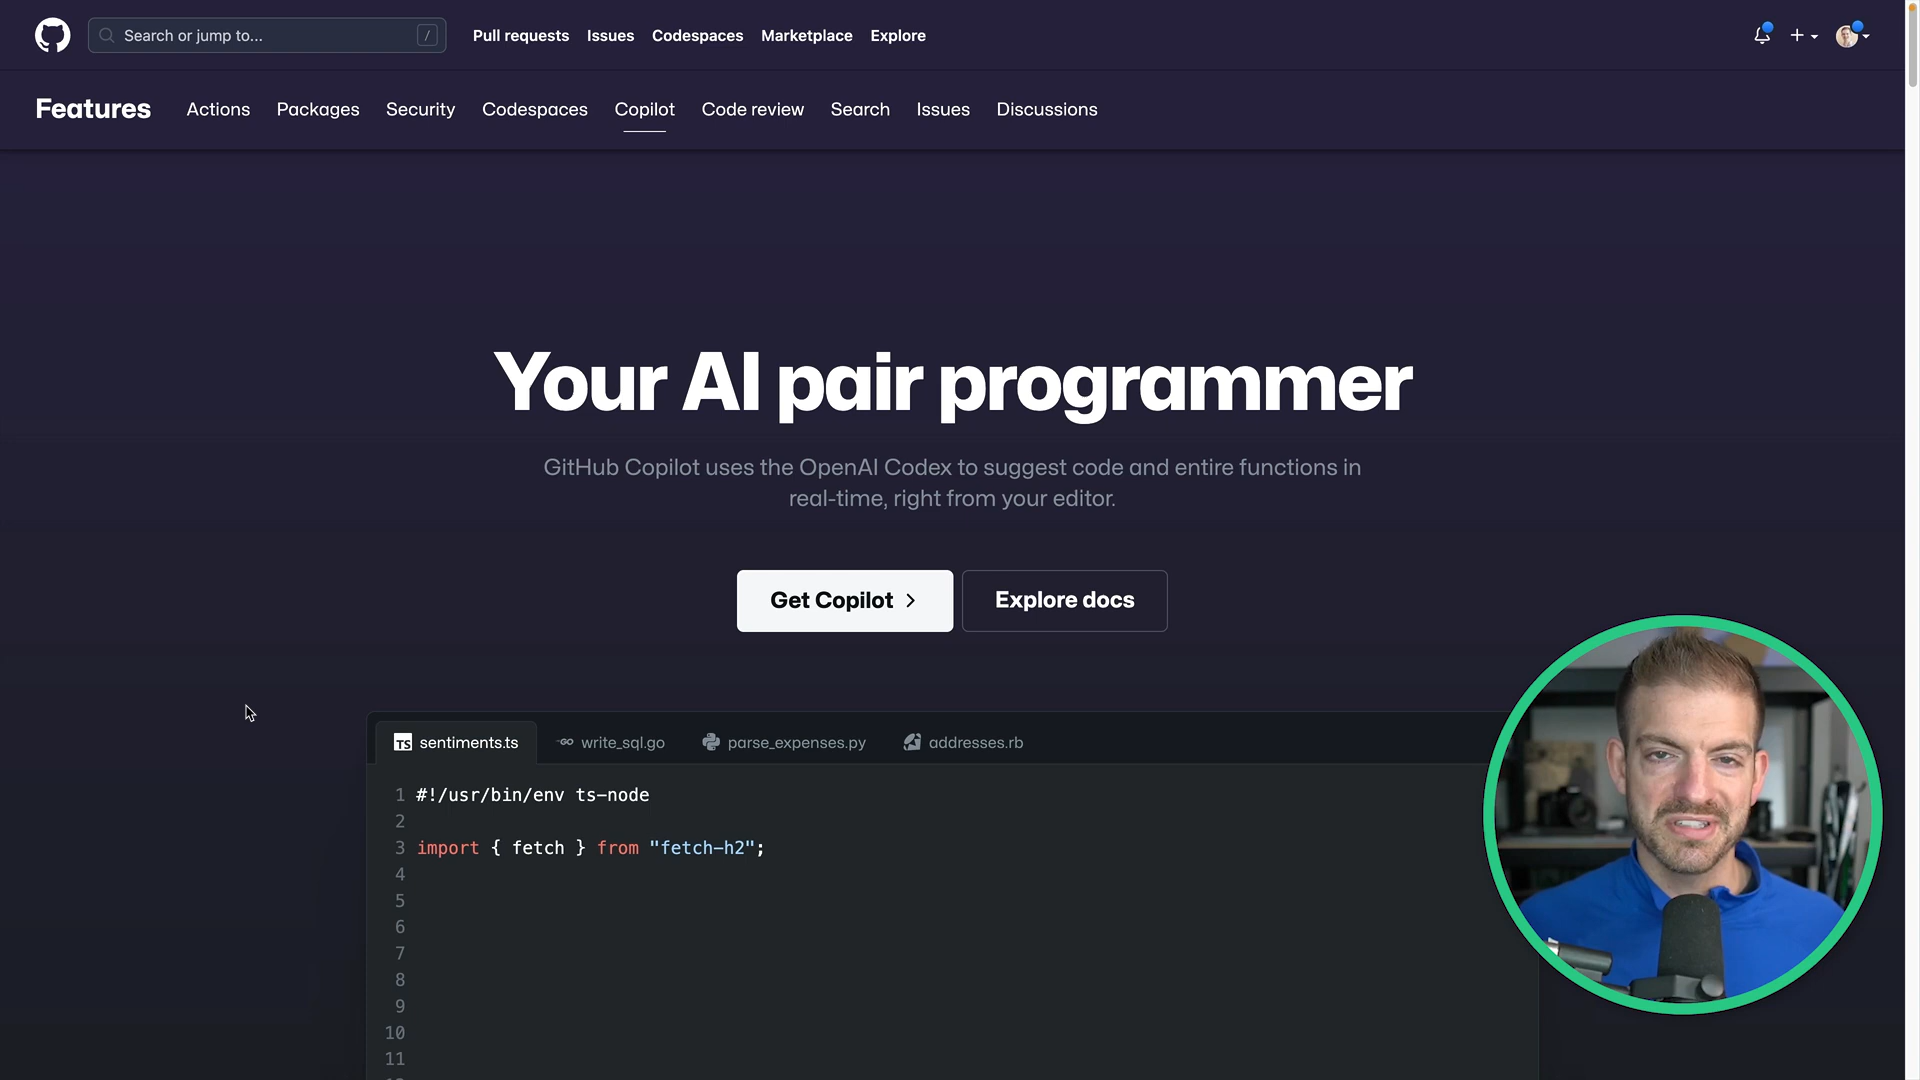 Search or jump to... /
Pull requests Issues Codespaces Marketplace Explore
Features Actions Packages Security Codespaces Copilot Code review Search Issues Discussions
Your AI pair programmer
GitHub Copilot uses the OpenAI Codex to suggest code and entire functions in
real-time, right from your editor.
Get Copilot
Explore docs
TS sentiments.ts write_sql.go parse_expenses.py addresses.rb
1 #!/usr/bin/env ts-node
2
3 import { fetch } from "fetch-h2";
4
5
6
7
8
9
10
11